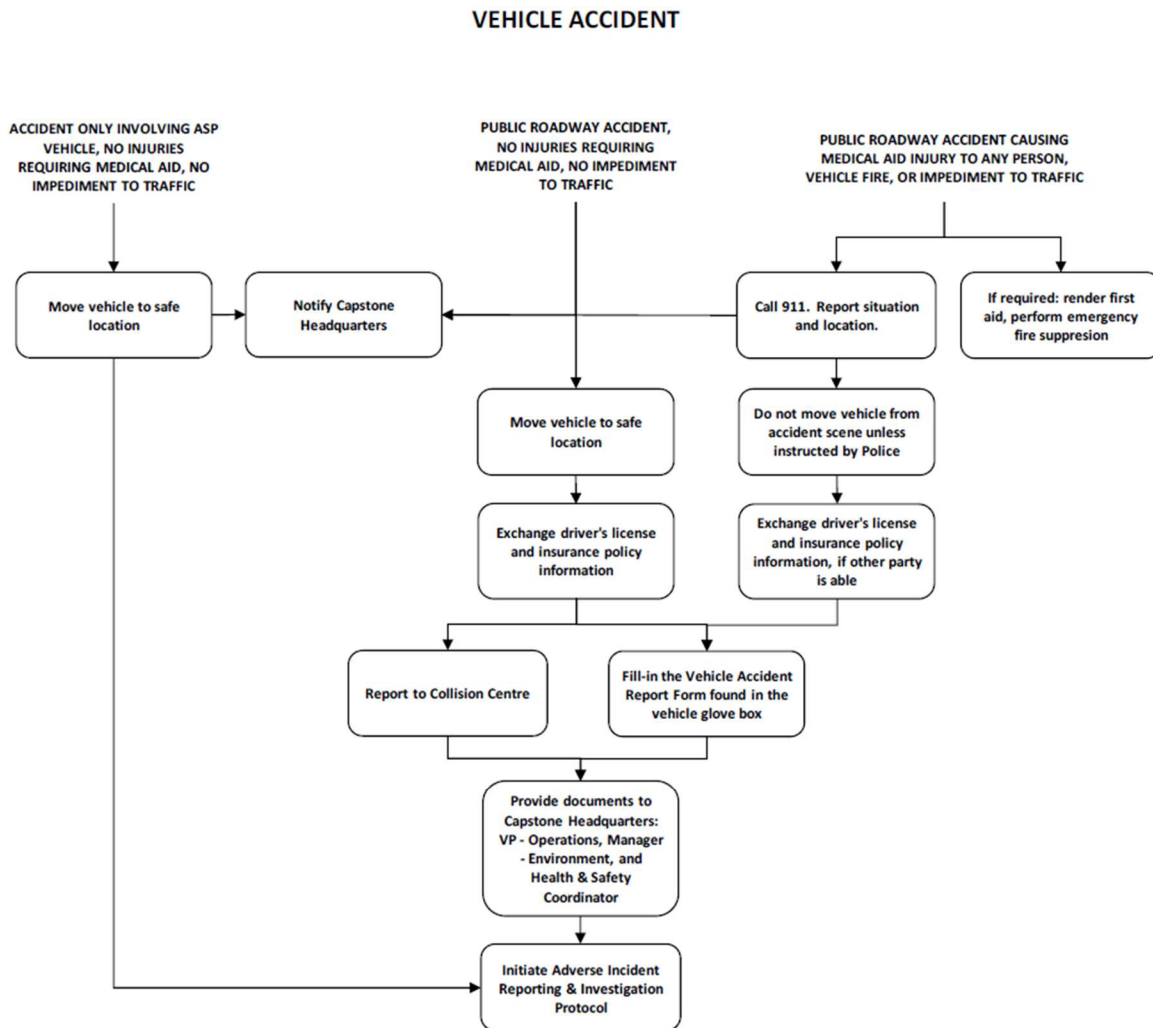 VEHICLE ACCIDENT
ACCIDENT ONLY INVOLVING ASP
VEHICLE, NO INJURIES
REQUIRING MEDICAL AID, NO
IMPEDIMENT TO TRAFFIC
PUBLIC ROADWAY ACCIDENT,
NO INJURIES REQUIRING
MEDICAL AID, NO IMPEDIMENT
TO TRAFFIC
PUBLIC ROADWAY ACCIDENT CAUSING
MEDICAL AID INJURY TO ANY PERSON,
VEHICLE FIRE, OR IMPEDIMENT TO TRAFFIC
Move vehicle to safe
location
Notify Capstone
Headquarters
Call 911. Report situation
and location.
If required: render first
aid, perform emergency
fire suppresion
Move vehicle to safe
location
Do not move vehicle from
accident scene unless
instructed by Police
Exchange driver's license
and insurance policy
information
Exchange driver's license
and insurance policy
information, if other party
is able
Report to Collision Centre
Fill-in the Vehicle Accident
Report Form found in the
vehicle glove box
Provide documents to
Capstone Headquarters:
VP - Operations, Manager
- Environment, and
Health & Safety
Coordinator
Initiate Adverse Incident
Reporting & Investigation
Protocol